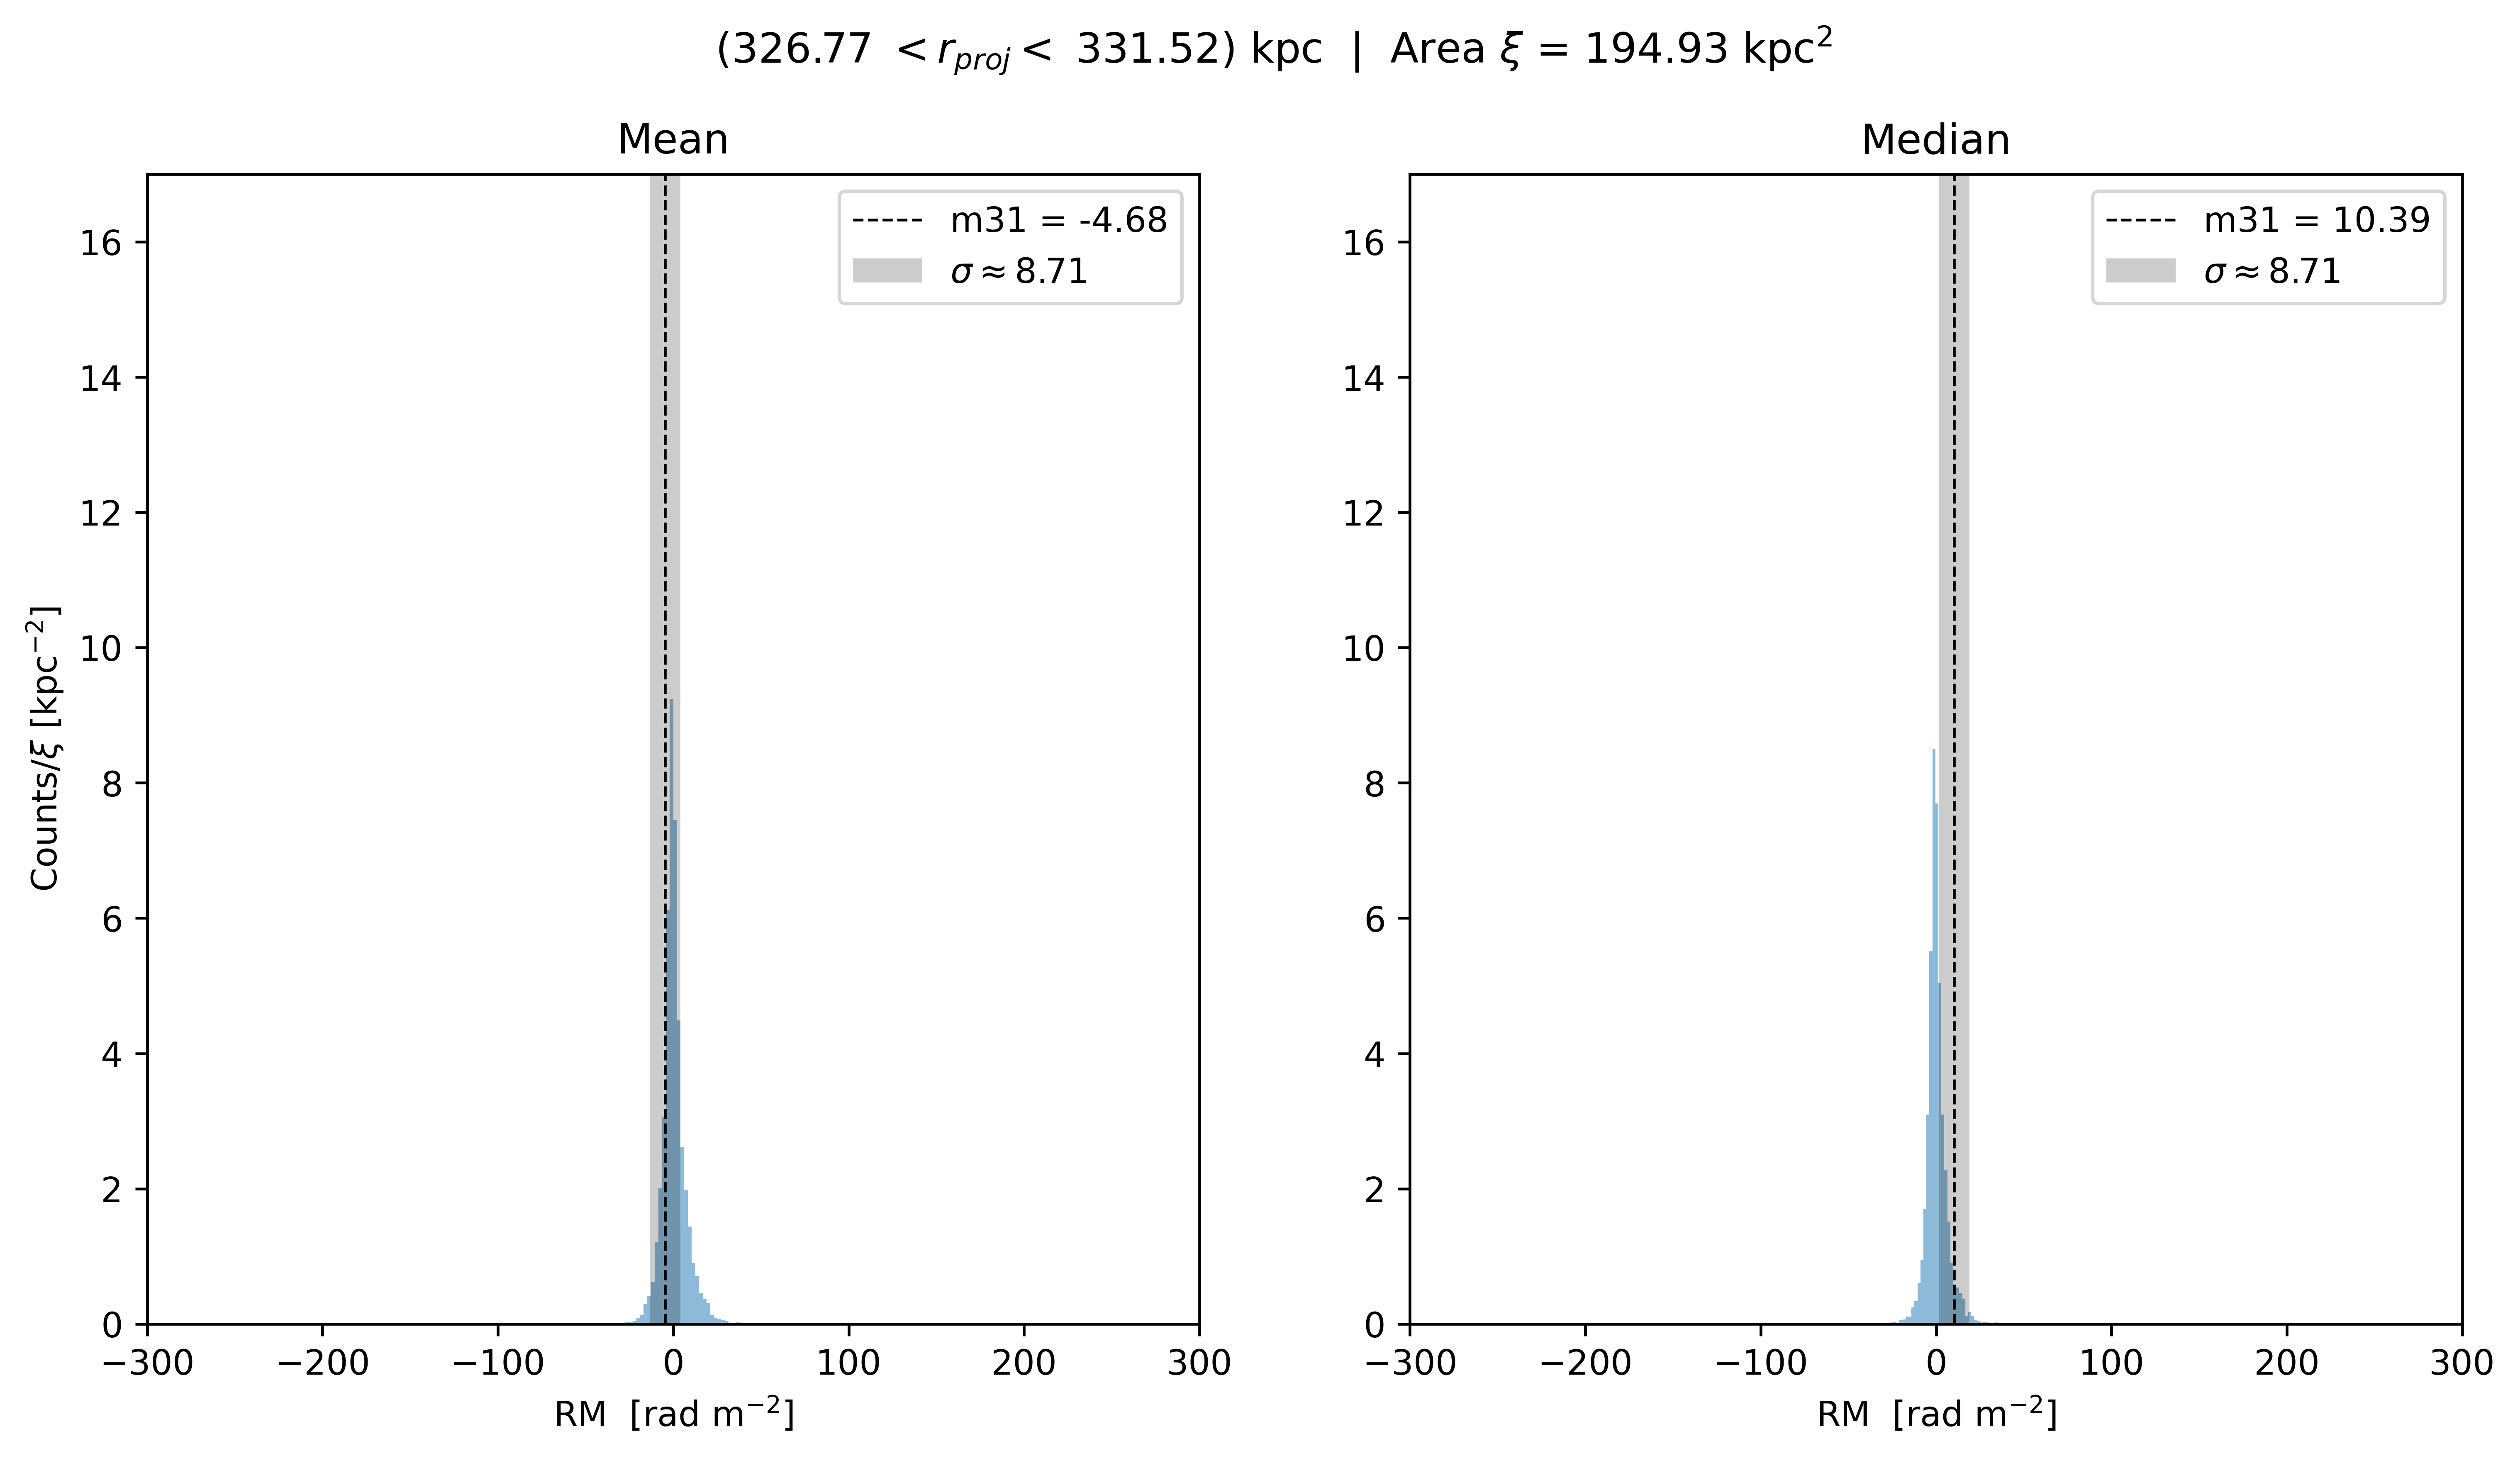 (326.77 < r_proj < 331.52) kpc | Area ξ = 194.93 kpc²
Mean
m31 = -4.68
σ ≈ 8.71
16
14
12
10
8
6
4
2
0
Counts/ξ [kpc⁻²]
−300 −200 −100 0 100 200 300
RM [rad m⁻²]
Median
m31 = 10.39
σ ≈ 8.71
16
14
12
10
8
6
4
2
0
−300 −200 −100 0 100 200 300
RM [rad m⁻²]